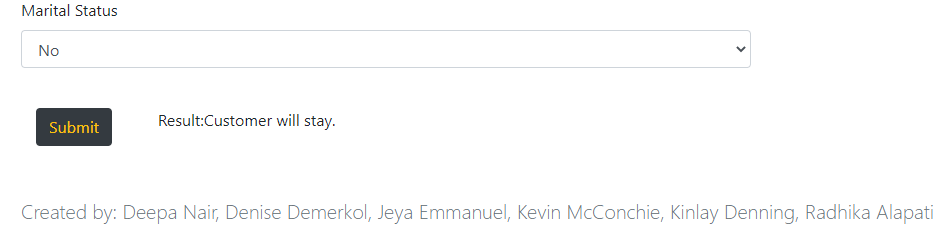 Marital Status
No
Submit
Result:Customer will stay.
Created by: Deepa Nair, Denise Demerkol, Jeya Emmanuel, Kevin McConchie, Kinlay Denning, Radhika Alapati